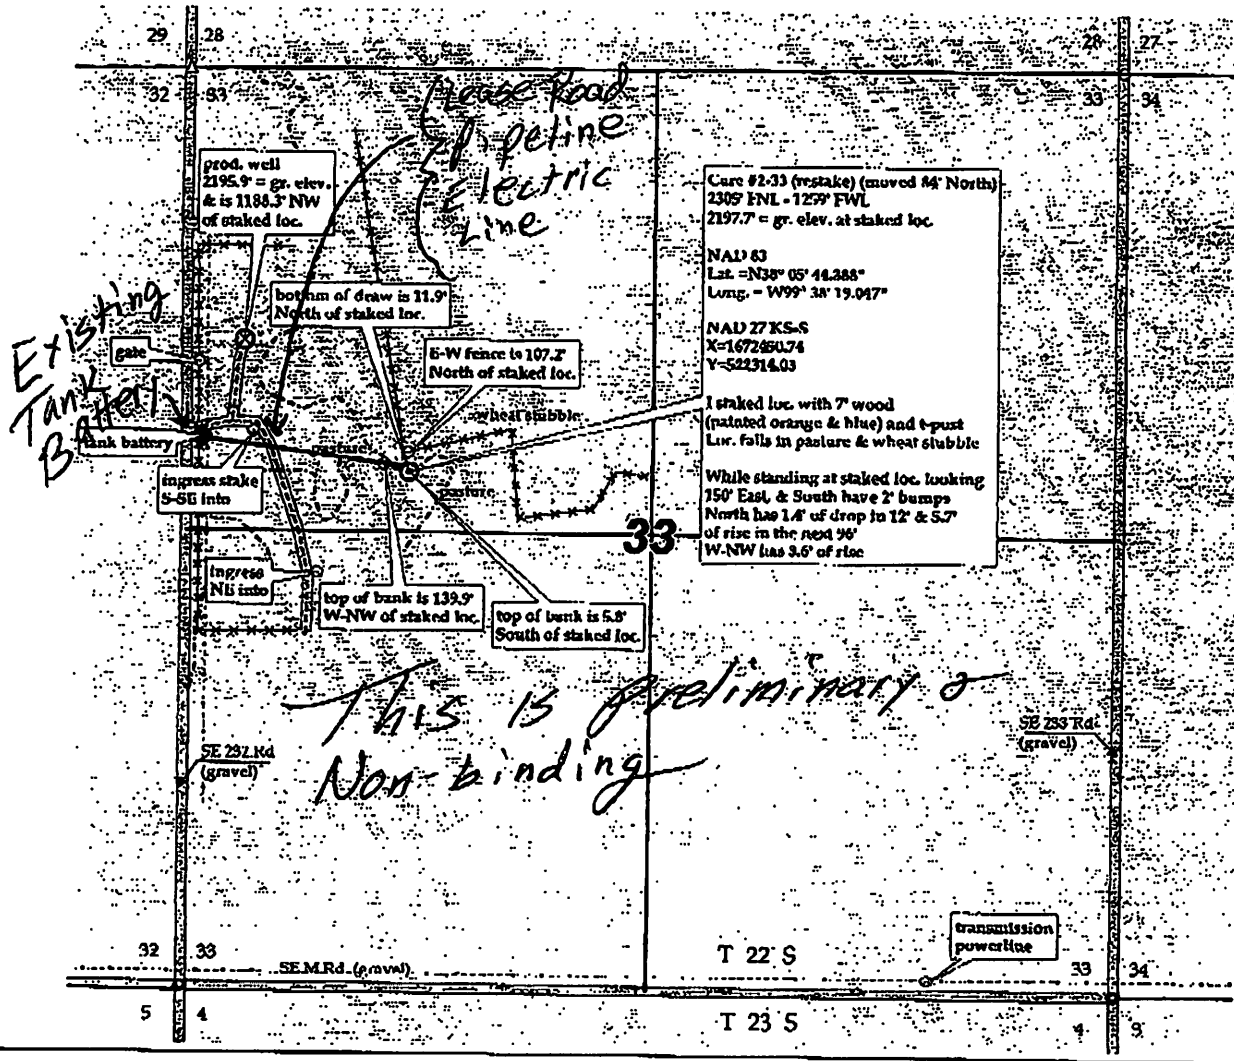 29 28
28 27
32 33
33 34
Lease Road
Pipeline
Electric
Line
prod. well
2195.9' = gr. elev.
& is 1188.3' NW
of staked loc.
Existing
Tank
Battery
gate
tank battery
bottom of draw is 11.9'
North of staked loc.
E-W fence is 107.2'
North of staked loc.
wheat stubble
pasture
pasture
ingress stake
S-SE into
ingress
NE into
top of bank is 139.9'
W-NW of staked loc.
top of bank is 5.8'
South of staked loc.
33
#2-33 (restake) (moved 84' North)
2309' FNL - 1259' FWL
2197.7' = gr. elev. at staked loc.
NAD 83
Lat. = N38° 05' 44.288"
Long. = W99° 38' 19.047"
NAD 27 KS-S
X=1672450.74
Y=522314.03
I staked loc. with 7' wood
(painted orange & blue) and t-post
Loc. falls in pasture & wheat stubble
While standing at staked loc. looking
150' East, & South have 2' bumps
North has 1.4' of drop in 12' & 5.7'
of rise in the next 96'
W-NW has 3.6' of rise
This is preliminary &
Non-binding
SE 232 Rd
(gravel)
SE 233 Rd
(gravel)
transmission
powerline
32 33
SE M Rd (gravel)
T 22 S
33 34
5 4
T 23 S
4